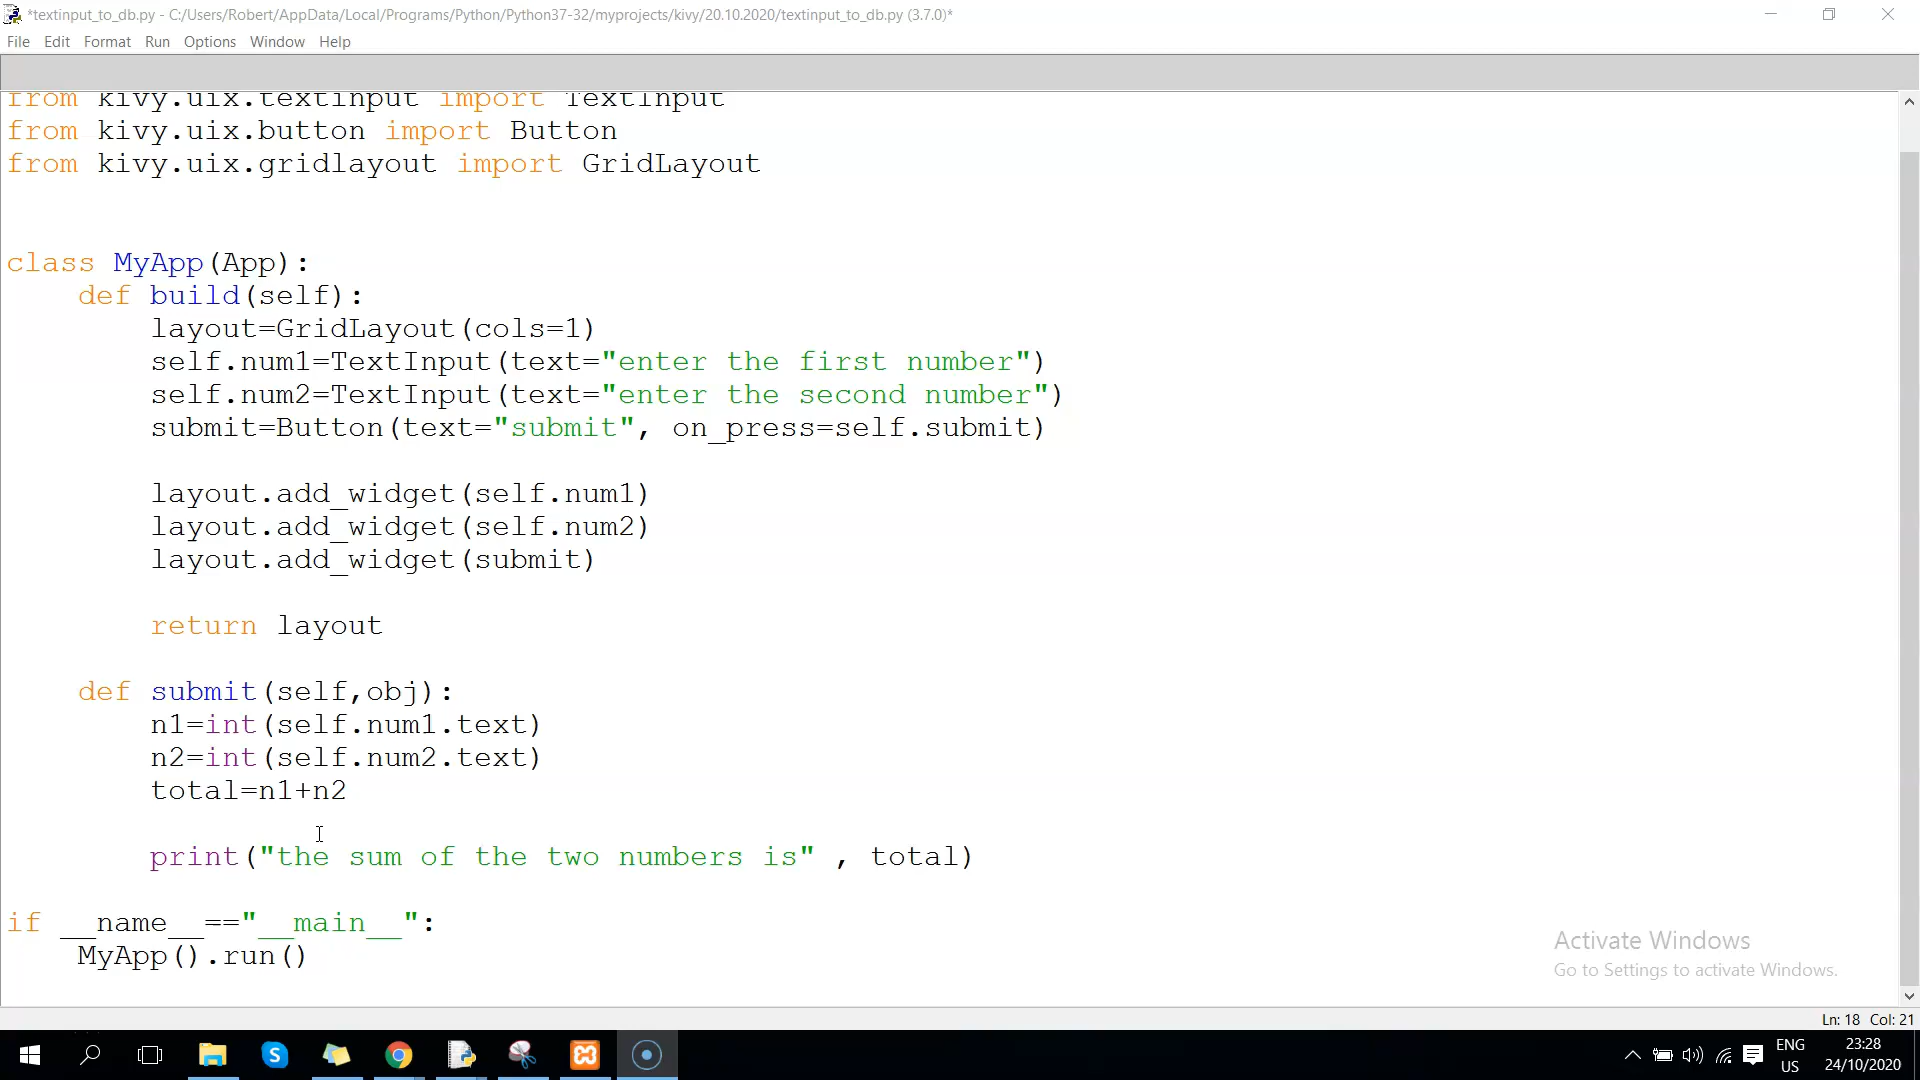 *textinput_to_db.py - C:/Users/Robert/AppData/Local/Programs/Python/Python37-32/myprojects/kivy/20.10.2020/textinput_to_db.py (3.7.0)*
File Edit Format Run Options Window Help
from kivy.uix.textinput import TextInput
from kivy.uix.button import Button
from kivy.uix.gridlayout import GridLayout
class MyApp(App):
    def build(self):
        layout=GridLayout(cols=1)
        self.num1=TextInput(text="enter the first number")
        self.num2=TextInput(text="enter the second number")
        submit=Button(text="submit", on_press=self.submit)
        layout.add_widget(self.num1)
        layout.add_widget(self.num2)
        layout.add_widget(submit)
        return layout
    def submit(self,obj):
        n1=int(self.num1.text)
        n2=int(self.num2.text)
        total=n1+n2
        print("the sum of the two numbers is" , total)
if __name__=="__main__":
    MyApp().run()
Activate Windows
Go to Settings to activate Windows.
Ln: 18 Col: 21
ENG
US
23:28
24/10/2020